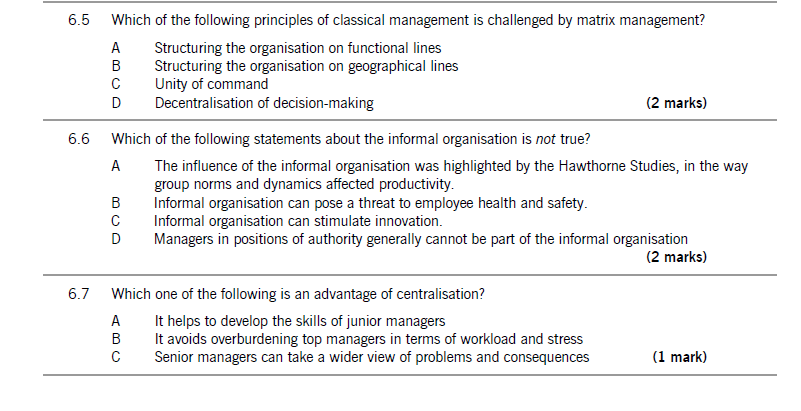 6.5 Which of the following principles of classical management is challenged by matrix management?
A Structuring the organisation on functional lines
B Structuring the organisation on geographical lines
C Unity of command
D Decentralisation of decision-making (2 marks)
6.6 Which of the following statements about the informal organisation is not true?
A The influence of the informal organisation was highlighted by the Hawthorne Studies, in the way
group norms and dynamics affected productivity.
B Informal organisation can pose a threat to employee health and safety.
C Informal organisation can stimulate innovation.
D Managers in positions of authority generally cannot be part of the informal organisation
(2 marks)
6.7 Which one of the following is an advantage of centralisation?
A It helps to develop the skills of junior managers
B It avoids overburdening top managers in terms of workload and stress
C Senior managers can take a wider view of problems and consequences (1 mark)